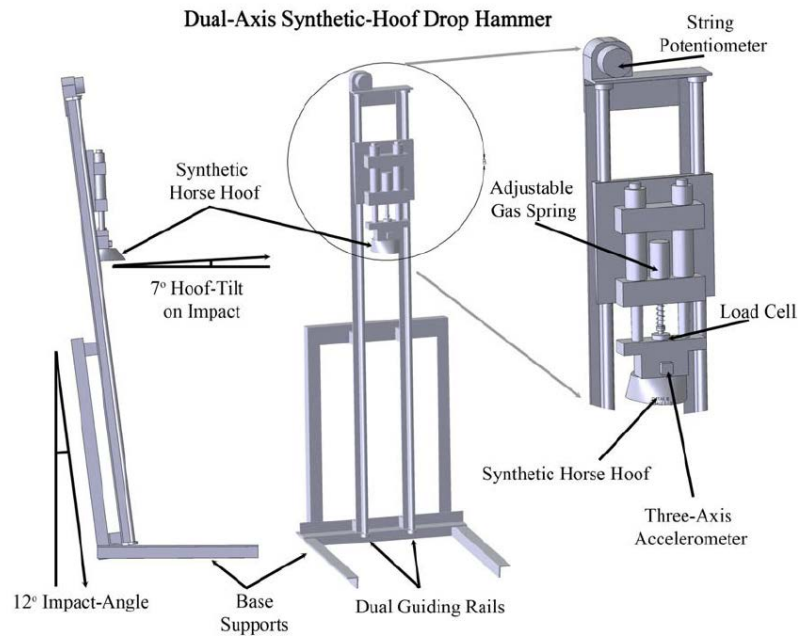 Dual-Axis Synthetic-Hoof Drop Hammer
String
Potentiometer
Synthetic
Horse Hoof
Adjustable
Gas Spring
7° Hoof-Tilt
on Impact
Load Cell
Synthetic Horse Hoof
Three-Axis
Accelerometer
12° Impact-Angle
Base
Supports
Dual Guiding Rails